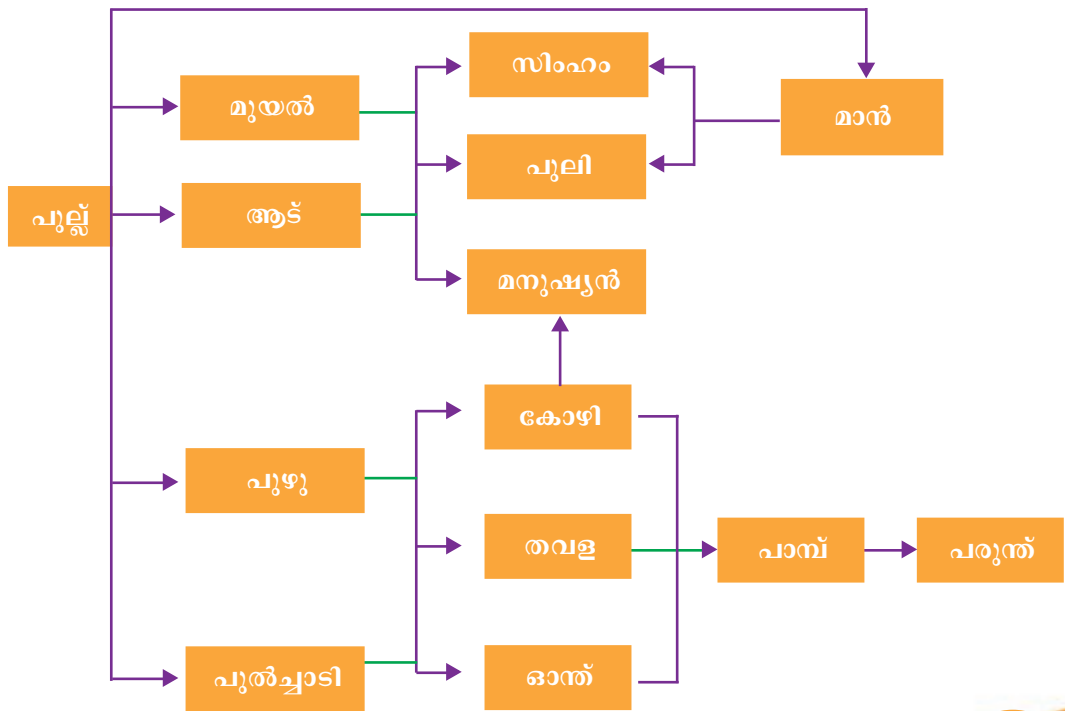 സിംഹം
മുയൽ
മാൻ
പുലി
പുല്ല്
ആട്
മനുഷ്യൻ
കോഴി
പുഴു
തവള
പാമ്പ്
പരുന്ത്
പുൽച്ചാടി
ഓന്ത്